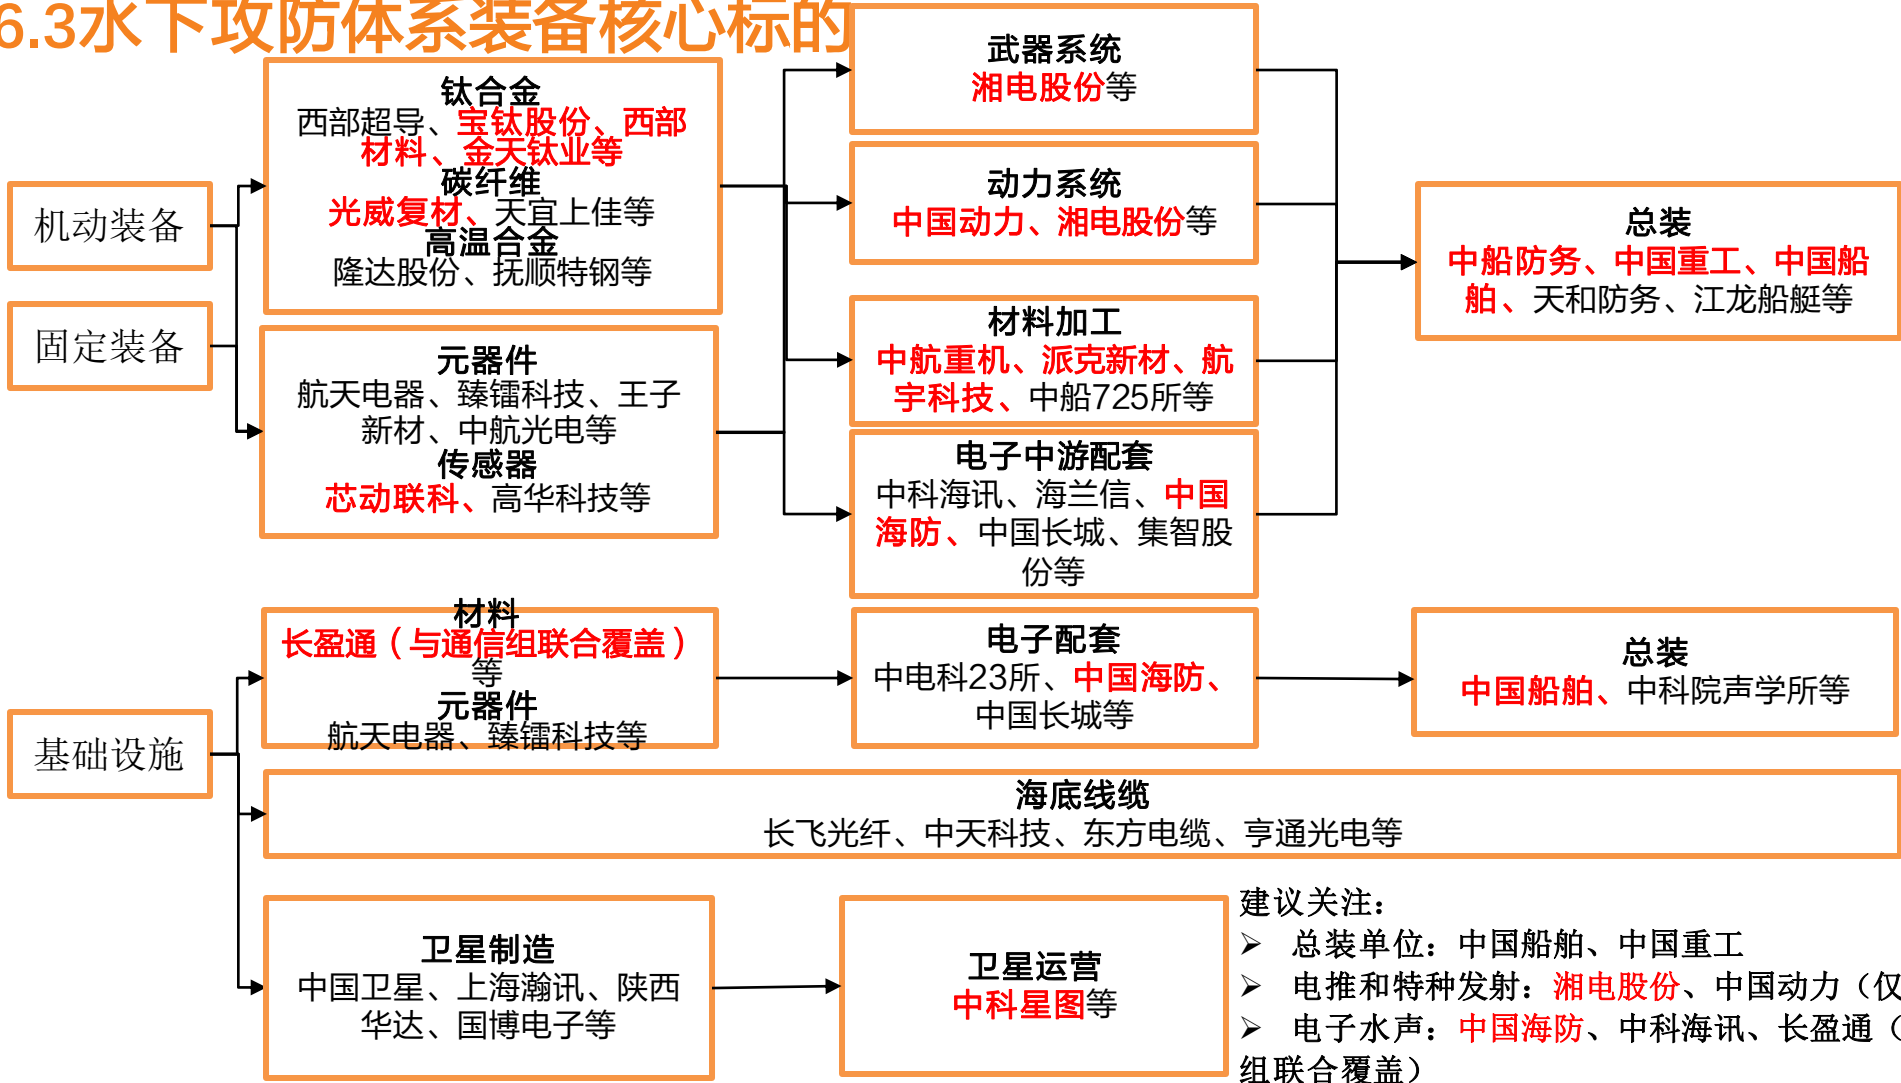 6.3水下攻防体系装备核心标的
机动装备
固定装备
钛合金
西部超导、宝钛股份、西部
材料、金天钛业等
碳纤维
光威复材、天宜上佳等
高温合金
隆达股份、抚顺特钢等
元器件
航天电器、臻镭科技、王子
新材、中航光电等
传感器
芯动联科、高华科技等
武器系统
湘电股份等
动力系统
中国动力、湘电股份等
材料加工
中航重机、派克新材、航
宇科技、中船725所等
电子中游配套
中科海讯、海兰信、中国
海防、中国长城、集智股
份等
总装
中船防务、中国重工、中国船
舶、天和防务、江龙船艇等
基础设施
材料
长盈通（与通信组联合覆盖）
等
元器件
航天电器、臻镭科技等
电子配套
中电科23所、中国海防、
中国长城等
总装
中国船舶、中科院声学所等
海底线缆
长飞光纤、中天科技、东方电缆、亨通光电等
卫星制造
中国卫星、上海瀚讯、陕西
华达、国博电子等
卫星运营
中科星图等
建议关注：
➢ 总装单位：中国船舶、中国重工
➢ 电推和特种发射：湘电股份、中国动力（仅
➢ 电子水声：中国海防、中科海讯、长盈通（
组联合覆盖）